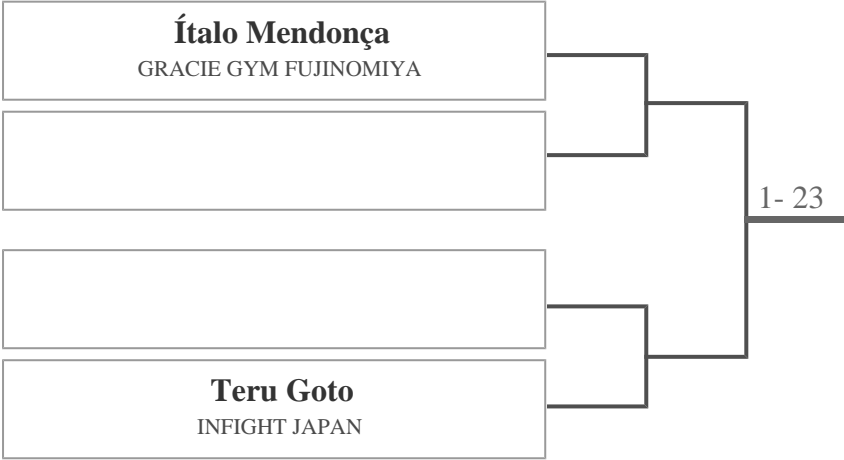 Ítalo Mendonça
GRACIE GYM FUJINOMIYA
1- 23
Teru Goto
INFIGHT JAPAN